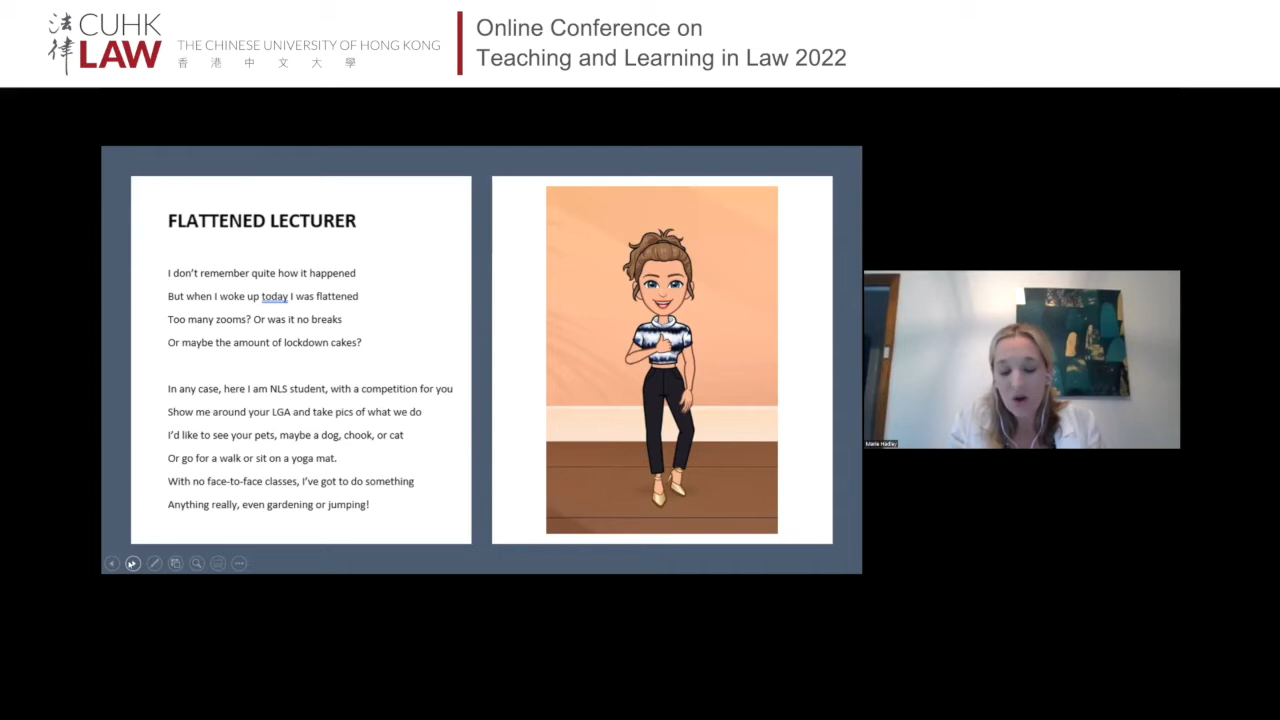 法律
CUHK
LAW
THE CHINESE UNIVERSITY OF HONG KONG
香港中文大學
Online Conference on
Teaching and Learning in Law 2022
FLATTENED LECTURER
I don't remember quite how it happened
But when I woke up today I was flattened
Too many zooms? Or was it no breaks
Or maybe the amount of lockdown cakes?
In any case, here I am NLS student, with a competition for you
Show me around your LGA and take pics of what we do
I'd like to see your pets, maybe a dog, chook, or cat
Or go for a walk or sit on a yoga mat.
With no face-to-face classes, I've got to do something
Anything really, even gardening or jumping!
Marie Hadley